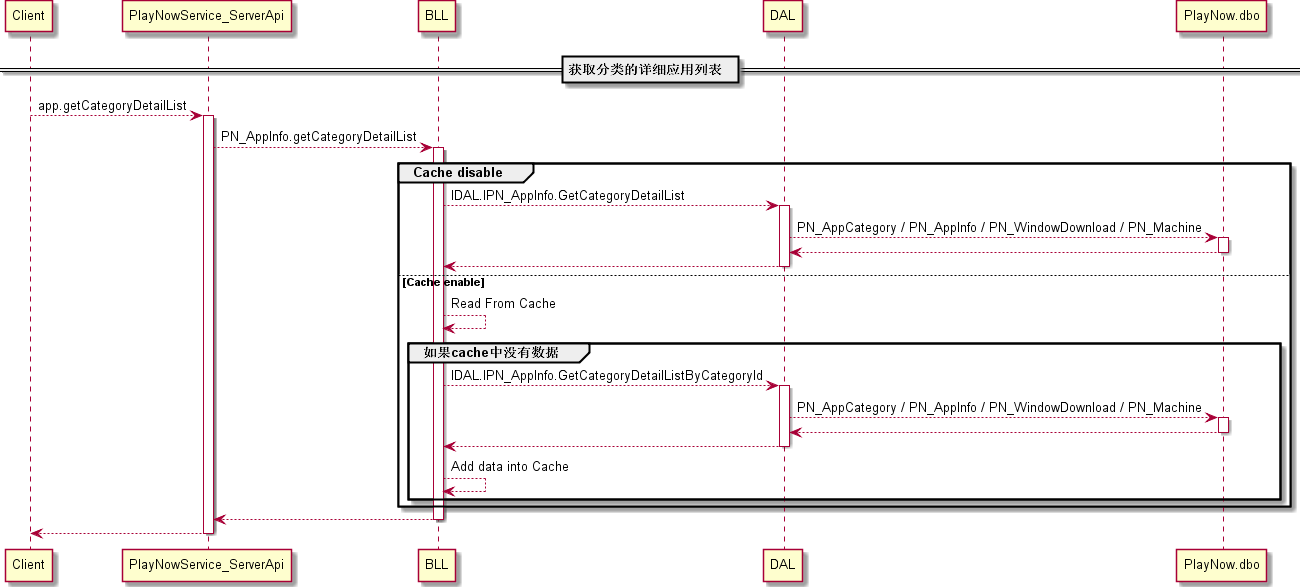 Client
PlayNowService_ServerApi
BLL
DAL
PlayNow.dbo
获取分类的详细应用列表
app.getCategoryDetailList
PN_AppInfo.getCategoryDetailList
Cache disable
IDAL.IPN_AppInfo.GetCategoryDetailList
PN_AppCategory / PN_AppInfo / PN_WindowDownload / PN_Machine
[Cache enable]
Read From Cache
如果cache中没有数据
IDAL.IPN_AppInfo.GetCategoryDetailListByCategoryId
PN_AppCategory / PN_AppInfo / PN_WindowDownload / PN_Machine
Add data into Cache
Client
PlayNowService_ServerApi
BLL
DAL
PlayNow.dbo